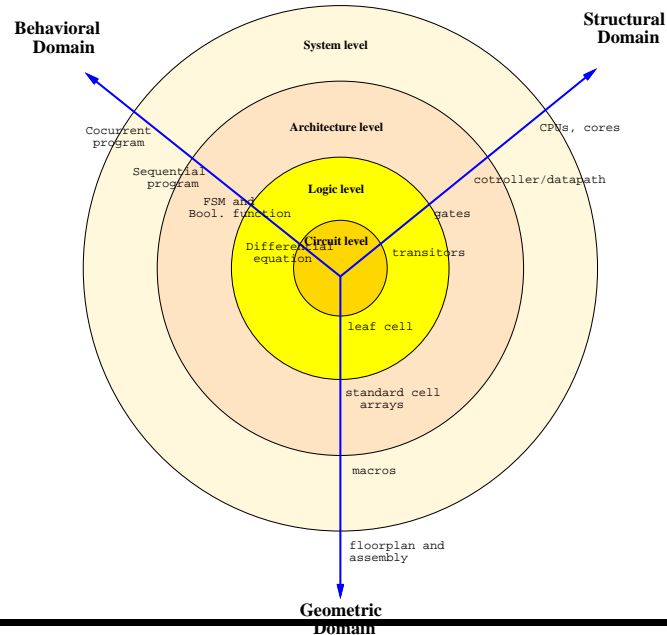 Behavioral
Domain
Structural
Domain
System level
Cocurrent
program
CPUs, cores
Architecture level
Sequential
program
cotroller/datapath
Logic level
FSM and
Bool. function
gates
Circuit level
Differential
equation
transitors
leaf cell
standard cell
arrays
macros
floorplan and
assembly
Geometric
Domain